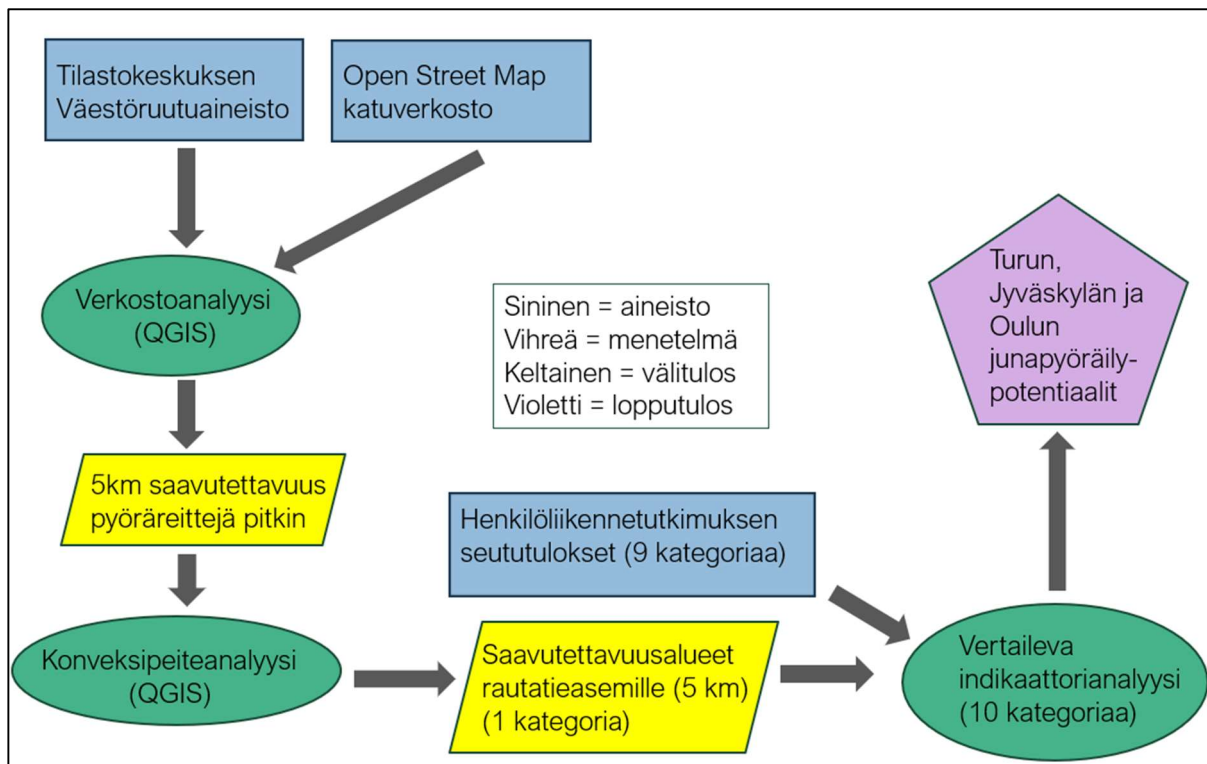 Tilastokeskuksen
Väestöruutuaineisto
Open Street Map
katuverkosto
Verkostoanalyysi
(QGIS)
Sininen = aineisto
Vihreä = menetelmä
Keltainen = välitulos
Violetti = lopputulos
Turun,
Jyväskylän ja
Oulun
junapyöräily-
potentiaalit
5km saavutettavuus
pyöräreittejä pitkin
Henkilöliikennetutkimuksen
seututulokset (9 kategoriaa)
Konveksipeiteanalyysi
(QGIS)
Saavutettavuusalueet
rautatieasemille (5 km)
(1 kategoria)
Vertaileva
indikaattorianalyysi
(10 kategoriaa)